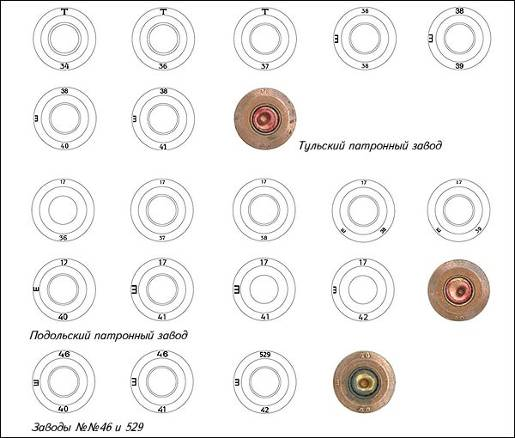 Т Т Т 38 38
Ш Ш
34 36 37 38 39
38 38
Ш Ш
40 41
Тульский патронный завод
17 17 17 17 17
36 37 38 Ш 38 Ш 39
17 17 17 17
Е Ш Ш Ш
40 41 41 42
Подольский патронный завод
46 46 529
Ш Ш Ш
40 41 42
Заводы №№46 и 529